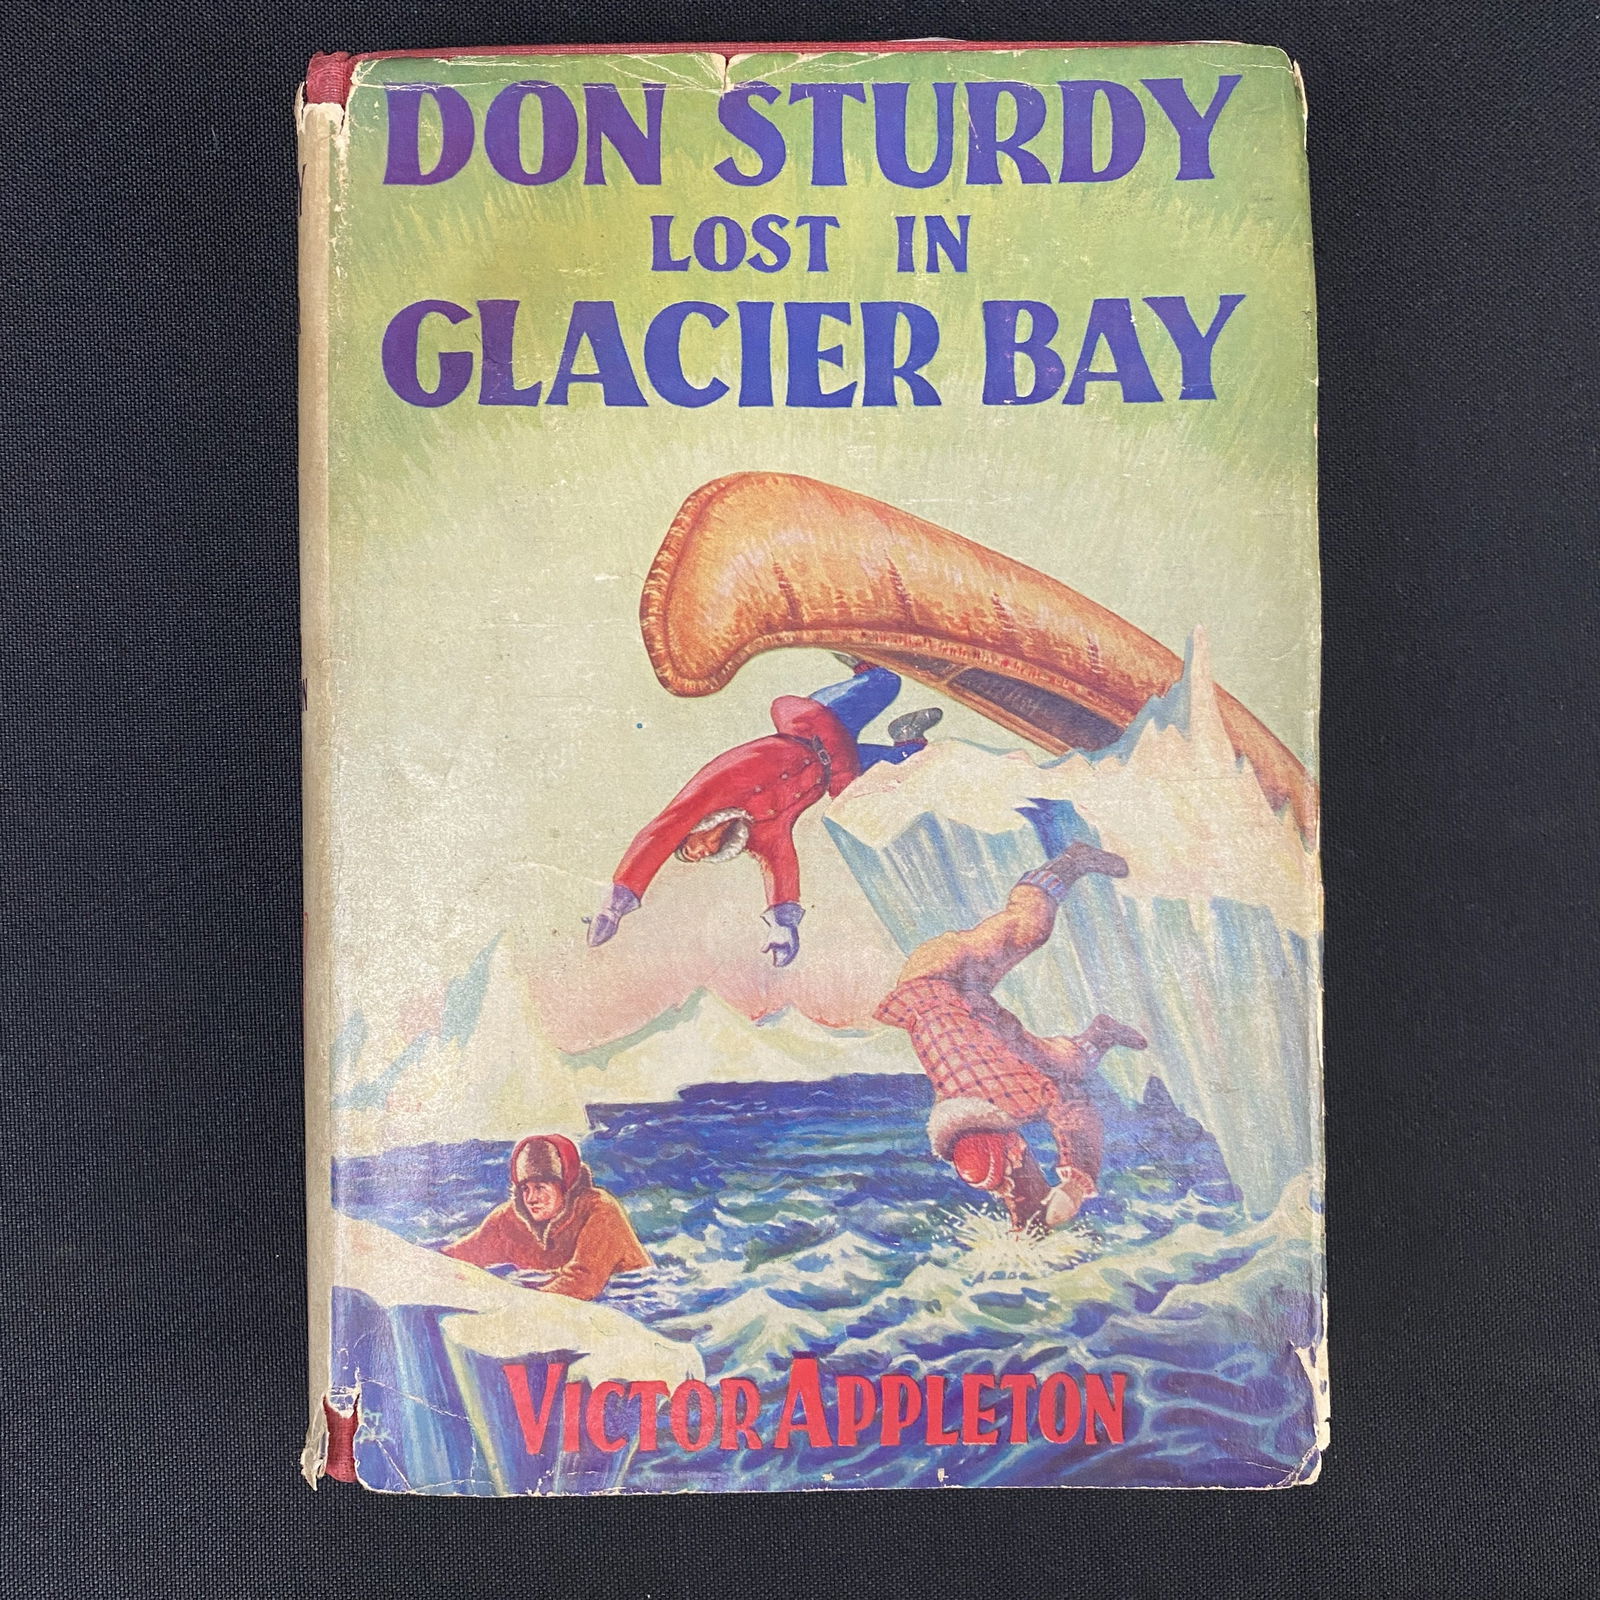 DON STURDY
LOST IN
GLACIER BAY
VICTOR APPLETON